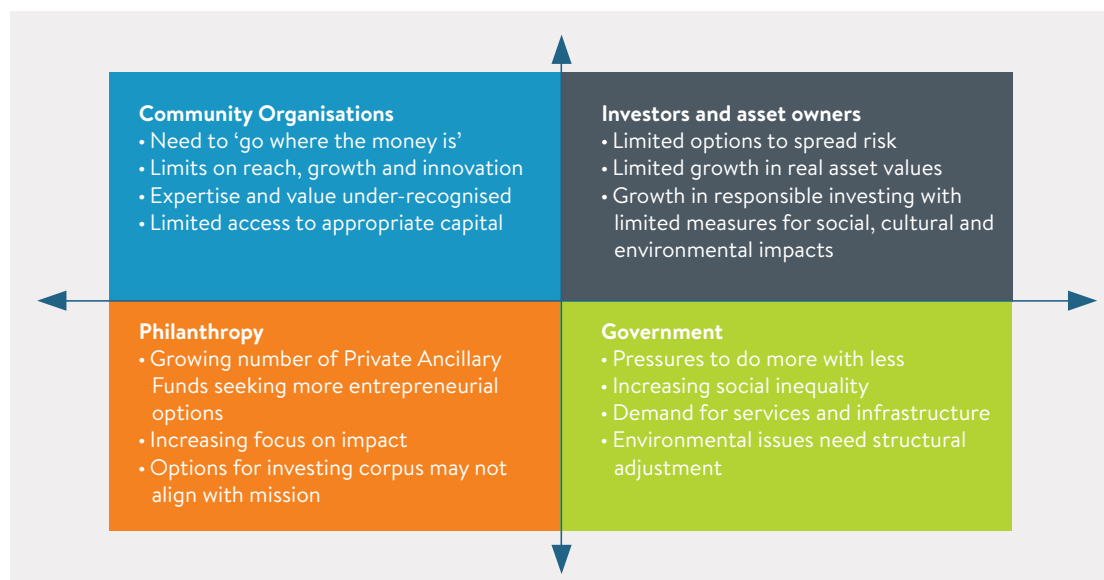 Community Organisations
• Need to ‘go where the money is’
• Limits on reach, growth and innovation
• Expertise and value under-recognised
• Limited access to appropriate capital
Investors and asset owners
• Limited options to spread risk
• Limited growth in real asset values
• Growth in responsible investing with
limited measures for social, cultural and
environmental impacts
Philanthropy
• Growing number of Private Ancillary
Funds seeking more entrepreneurial
options
• Increasing focus on impact
• Options for investing corpus may not
align with mission
Government
• Pressures to do more with less
• Increasing social inequality
• Demand for services and infrastructure
• Environmental issues need structural
adjustment